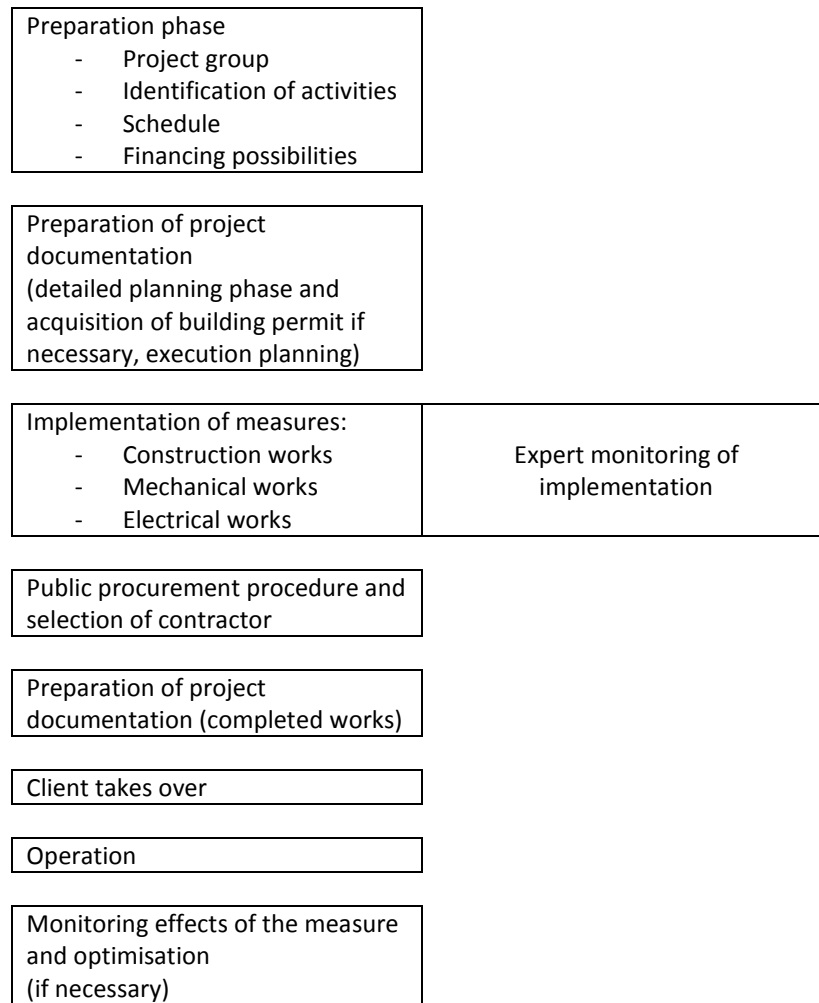 Preparation phase
- Project group
- Identification of activities
- Schedule
- Financing possibilities
Preparation of project
documentation
(detailed planning phase and
acquisition of building permit if
necessary, execution planning)
Implementation of measures:
- Construction works
- Mechanical works
- Electrical works
Expert monitoring of
implementation
Public procurement procedure and
selection of contractor
Preparation of project
documentation (completed works)
Client takes over
Operation
Monitoring effects of the measure
and optimisation
(if necessary)